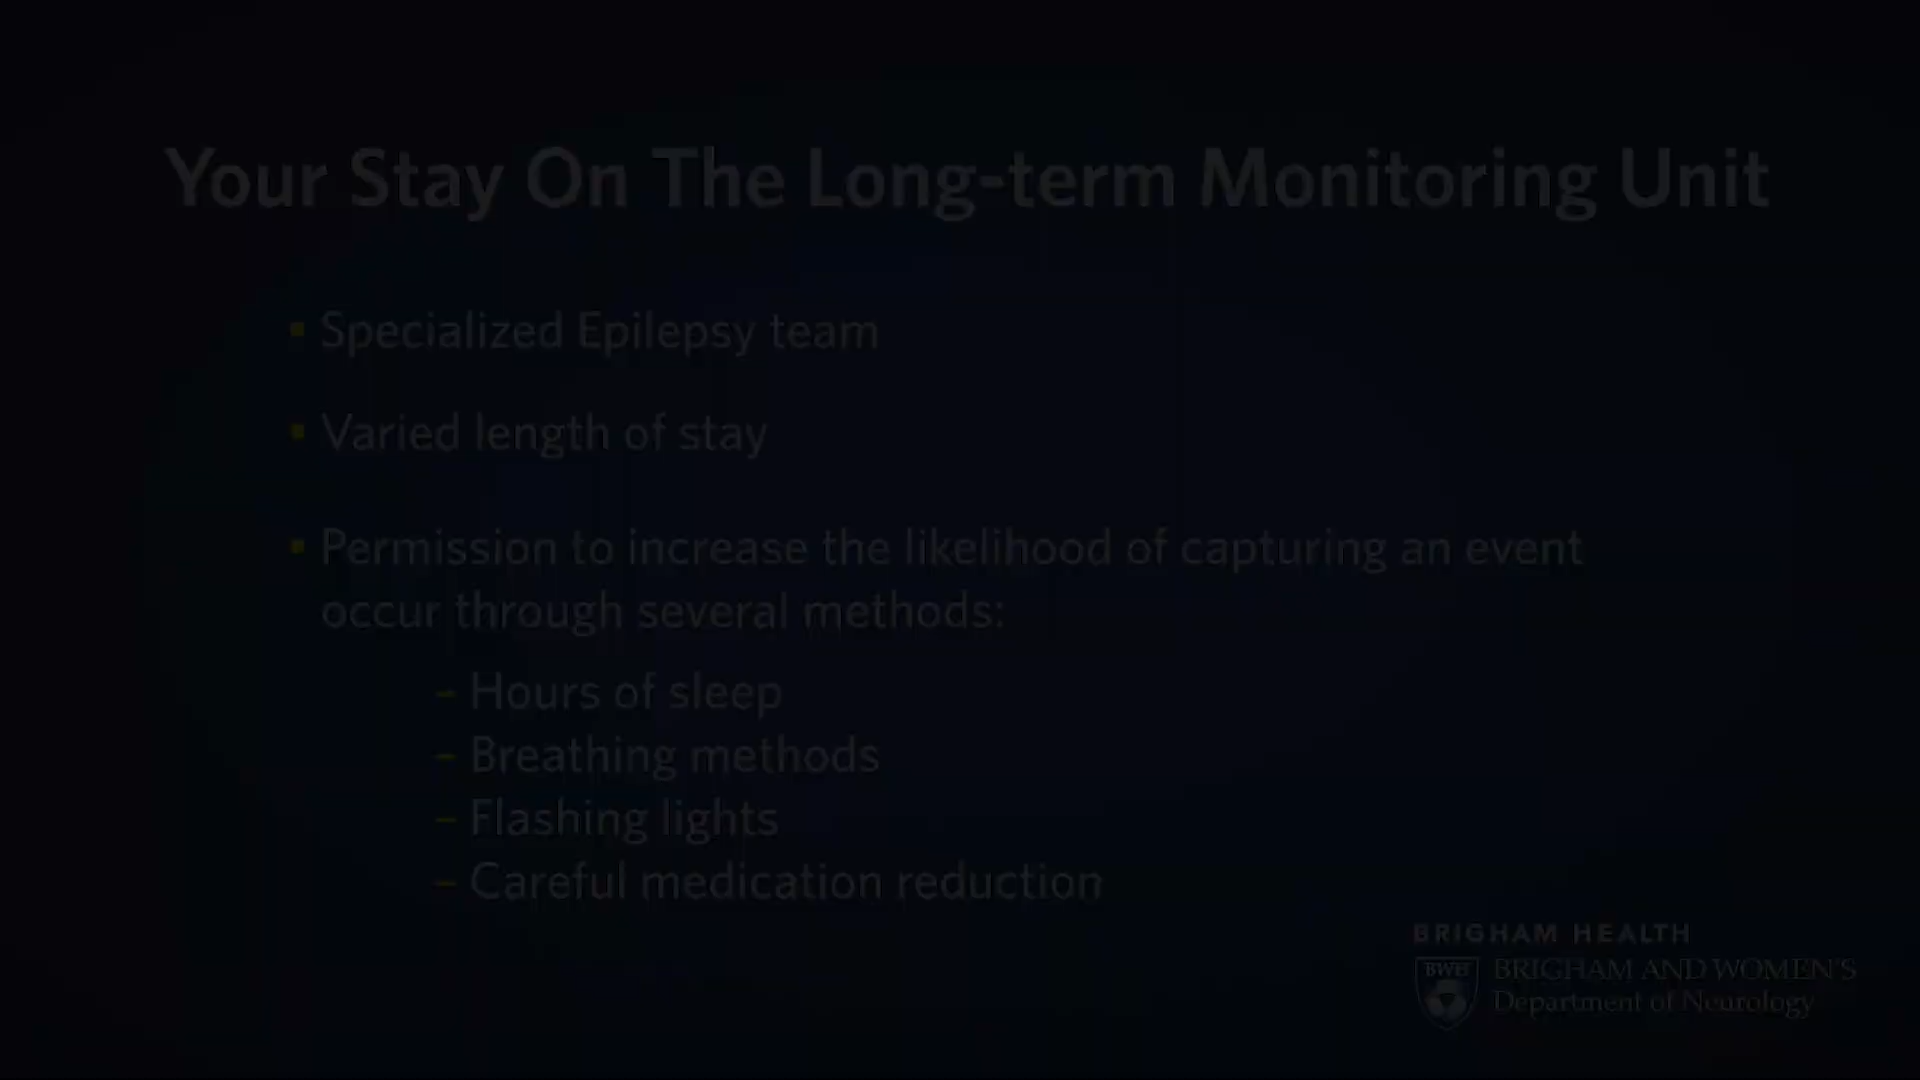 Your Stay On The Long-term Monitoring Unit
▪ Specialized Epilepsy team
▪ Varied length of stay
▪ Permission to increase the likelihood of capturing an event
occur through several methods:
– Hours of sleep
– Breathing methods
– Flashing lights
– Careful medication reduction
BRIGHAM HEALTH
BWH
BRIGHAM AND WOMEN'S
Department of Neurology